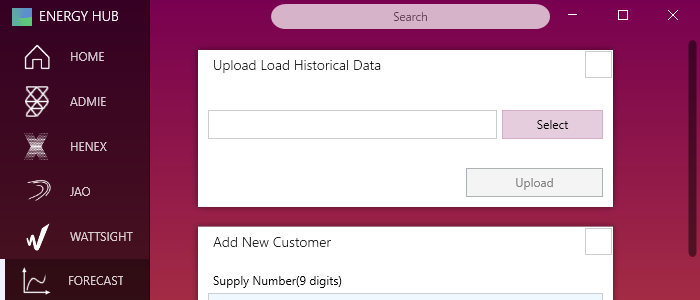 ENERGY HUB
Search
HOME
ADMIE
HENEX
JAO
WATTSIGHT
FORECAST
Upload Load Historical Data
Select
Upload
Add New Customer
Supply Number(9 digits)